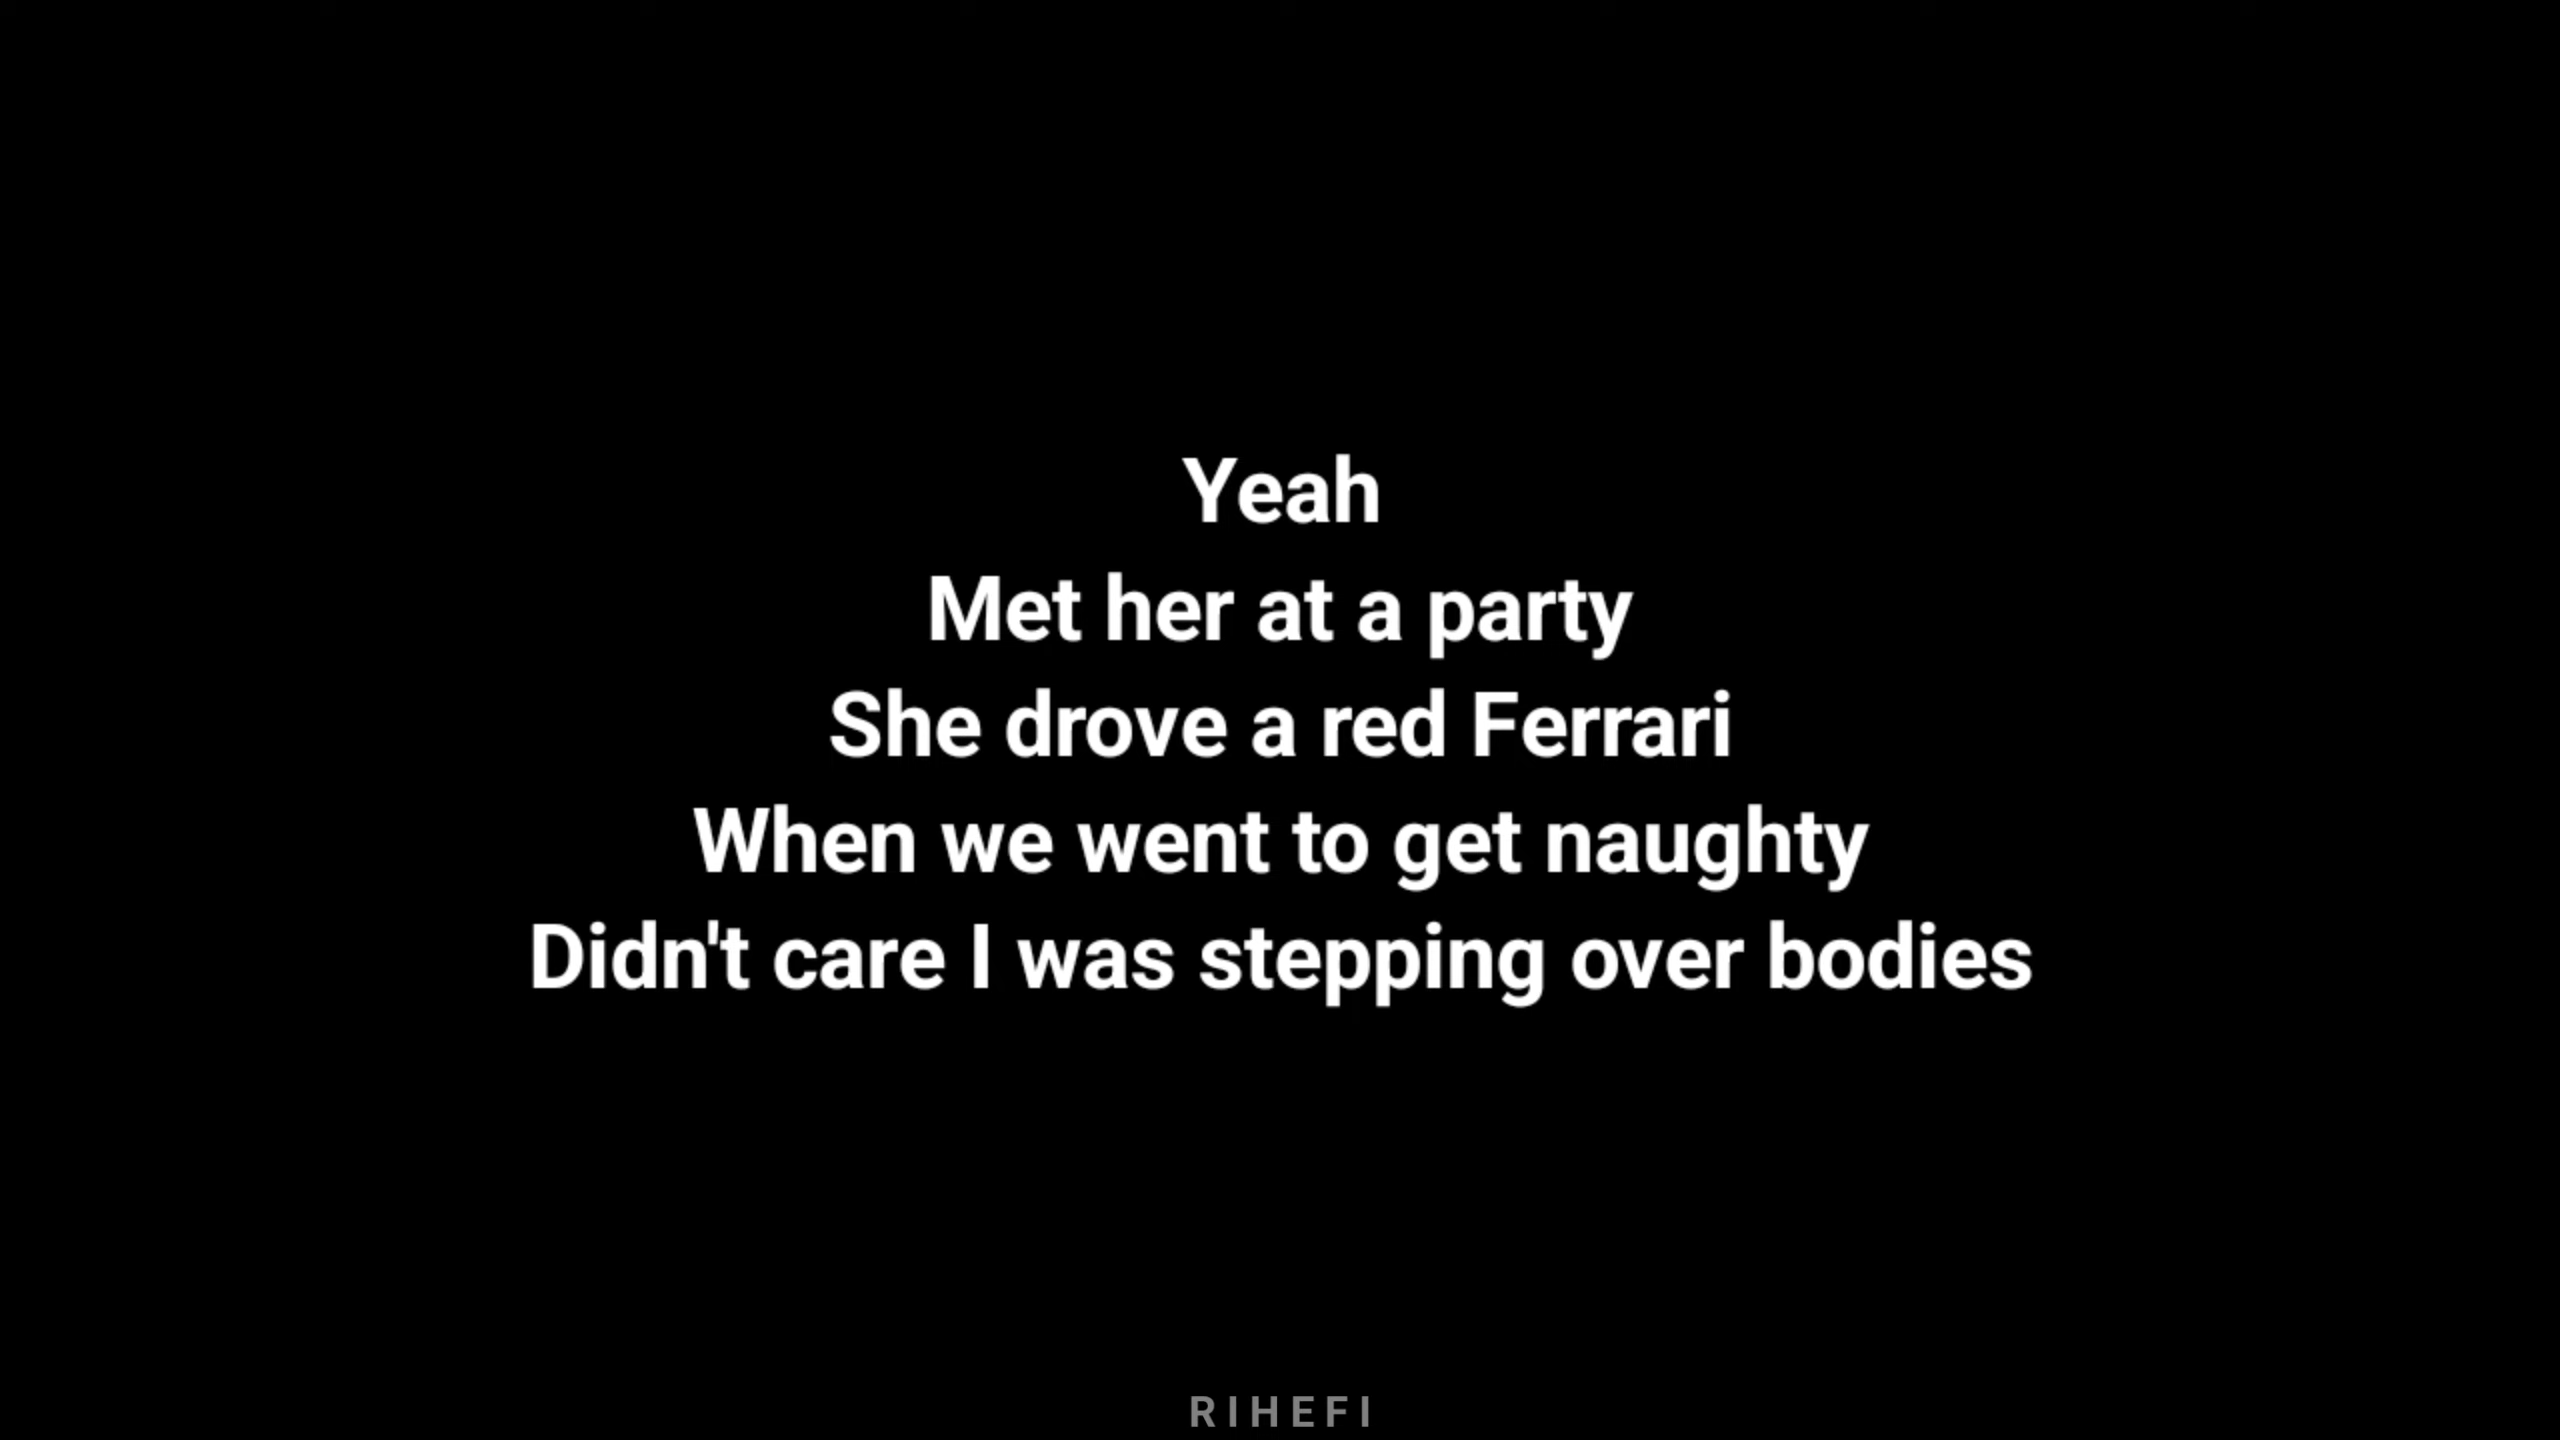 Yeah
Met her at a party
She drove a red Ferrari
When we went to get naughty
Didn't care I was stepping over bodies
RIHEFI